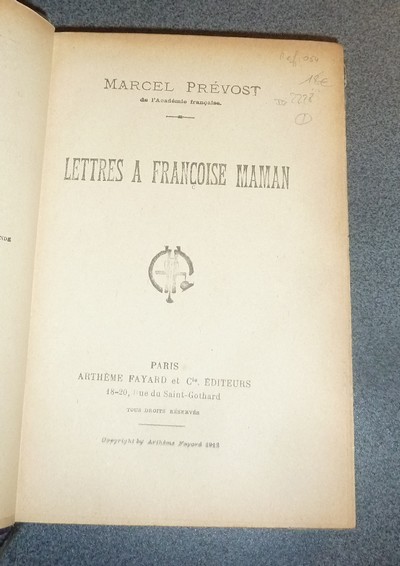 MARCEL PRÉVOST
de l'Académie française.
LETTRES A FRANÇOISE MAMAN
PARIS
ARTHÈME FAYARD et Cie, ÉDITEURS
18-20, rue du Saint-Gothard
TOUS DROITS RÉSERVÉS
Copyright by Arthème Fayard 1912
NDE